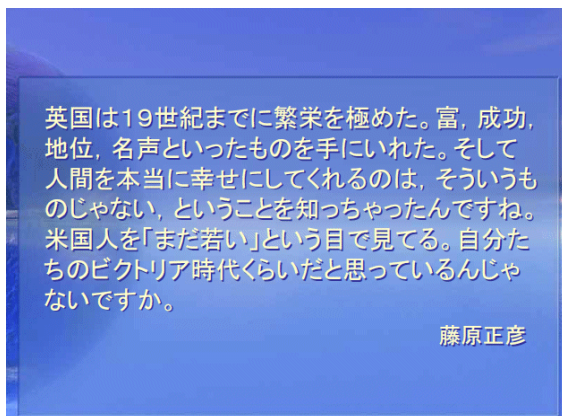 英国は１９世紀までに繁栄を極めた。富，成功，
地位，名声といったものを手にいれた。そして
人間を本当に幸せにしてくれるのは，そういうも
のじゃない，ということを知っちゃったんですね。
米国人を「まだ若い」という目で見てる。自分た
ちのビクトリア時代くらいだと思っているんじゃ
ないですか。
藤原正彦